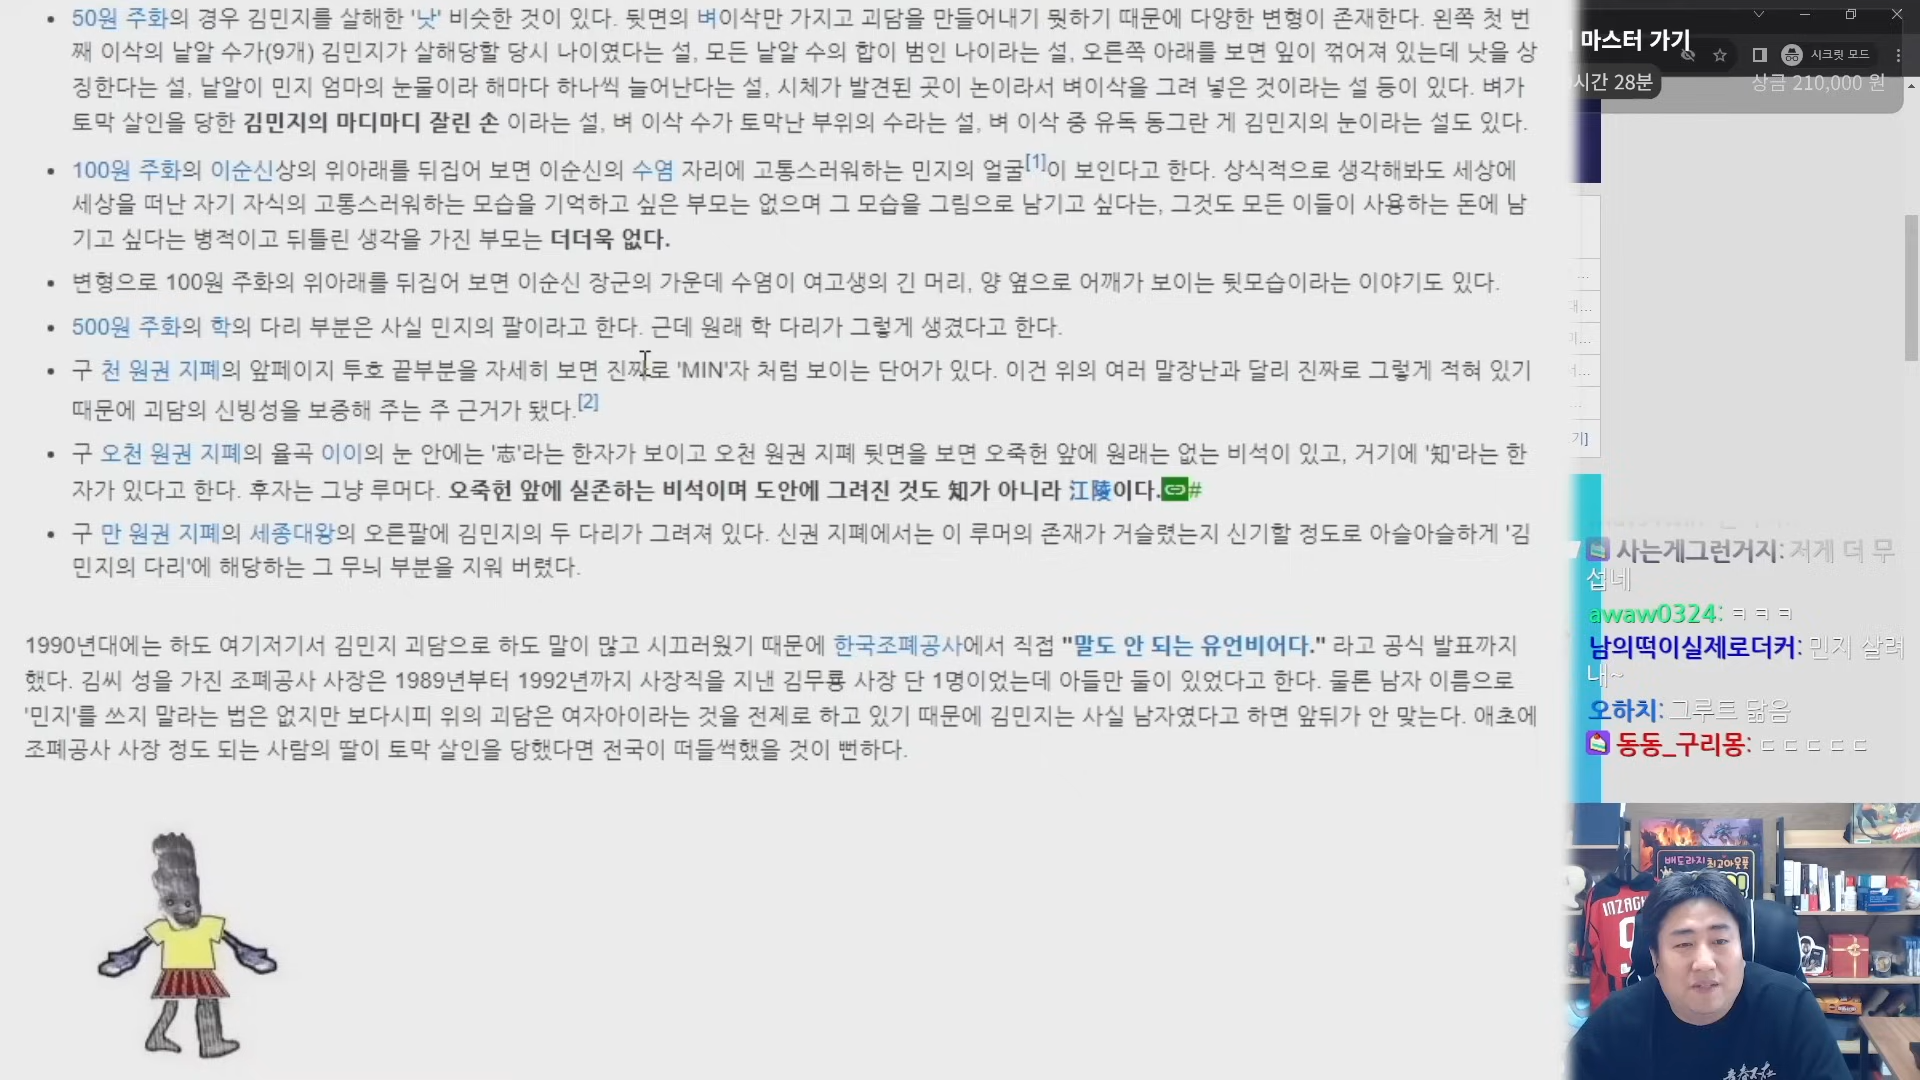 50원 주화의 경우 김민지를 살해한 '낫' 비슷한 것이 있다. 뒷면의 벼이삭만 가지고 괴담을 만들어내기 뭣하기 때문에 다양한 변형이 존재한다. 왼쪽 첫 번
째 이삭의 낱알 수가(9개) 김민지가 살해당할 당시 나이였다는 설, 모든 낱알 수의 합이 범인 나이라는 설, 오른쪽 아래를 보면 잎이 꺾어져 있는데 낫을 상
징한다는 설, 낱알이 민지 엄마의 눈물이라 해마다 하나씩 늘어난다는 설, 시체가 발견된 곳이 논이라서 벼이삭을 그려 넣은 것이라는 설 등이 있다. 벼가
토막 살인을 당한 김민지의 마디마디 잘린 손 이라는 설, 벼 이삭 수가 토막난 부위의 수라는 설, 벼 이삭 중 유독 동그란 게 김민지의 눈이라는 설도 있다.
100원 주화의 이순신상의 위아래를 뒤집어 보면 이순신의 수염 자리에 고통스러워하는 민지의 얼굴[1]이 보인다고 한다. 상식적으로 생각해봐도 세상에
세상을 떠난 자기 자식의 고통스러워하는 모습을 기억하고 싶은 부모는 없으며 그 모습을 그림으로 남기고 싶다는, 그것도 모든 이들이 사용하는 돈에 남
기고 싶다는 병적이고 뒤틀린 생각을 가진 부모는 더더욱 없다.
변형으로 100원 주화의 위아래를 뒤집어 보면 이순신 장군의 가운데 수염이 여고생의 긴 머리, 양 옆으로 어깨가 보이는 뒷모습이라는 이야기도 있다.
500원 주화의 학의 다리 부분은 사실 민지의 팔이라고 한다. 근데 원래 학 다리가 그렇게 생겼다고 한다.
구 천 원권 지폐의 앞페이지 투호 끝부분을 자세히 보면 진짜로 'MIN'자 처럼 보이는 단어가 있다. 이건 위의 여러 말장난과 달리 진짜로 그렇게 적혀 있기
때문에 괴담의 신빙성을 보증해 주는 주 근거가 됐다.[2]
구 오천 원권 지폐의 율곡 이이의 눈 안에는 '志'라는 한자가 보이고 오천 원권 지폐 뒷면을 보면 오죽헌 앞에 원래는 없는 비석이 있고, 거기에 '知'라는 한
자가 있다고 한다. 후자는 그냥 루머다. 오죽헌 앞에 실존하는 비석이며 도안에 그려진 것도 知가 아니라 江陵이다.#
구 만 원권 지폐의 세종대왕의 오른팔에 김민지의 두 다리가 그려져 있다. 신권 지폐에서는 이 루머의 존재가 거슬렸는지 신기할 정도로 아슬아슬하게 '김
민지의 다리'에 해당하는 그 무늬 부분을 지워 버렸다.
1990년대에는 하도 여기저기서 김민지 괴담으로 하도 말이 많고 시끄러웠기 때문에 한국조폐공사에서 직접 "말도 안 되는 유언비어다." 라고 공식 발표까지
했다. 김씨 성을 가진 조폐공사 사장은 1989년부터 1992년까지 사장직을 지낸 김무룡 사장 단 1명이었는데 아들만 둘이 있었다고 한다. 물론 남자 이름으로
'민지'를 쓰지 말라는 법은 없지만 보다시피 위의 괴담은 여자아이라는 것을 전제로 하고 있기 때문에 김민지는 사실 남자였다고 하면 앞뒤가 안 맞는다. 애초에
조폐공사 사장 정도 되는 사람의 딸이 토막 살인을 당했다면 전국이 떠들썩했을 것이 뻔하다.
마스터 가기
시크릿 모드
시간 28분
상금 210,000 원
기]
사는게그런거지: 저게 더 무
섭네
awaw0324: ㅋㅋㅋ
남의떡이실제로더커: 민지 살려
내~
오하치: 그루트 닮음
동동_구리몽: ㄷㄷㄷㄷㄷ
배도라지 최고아웃풋
INZAGHI
9